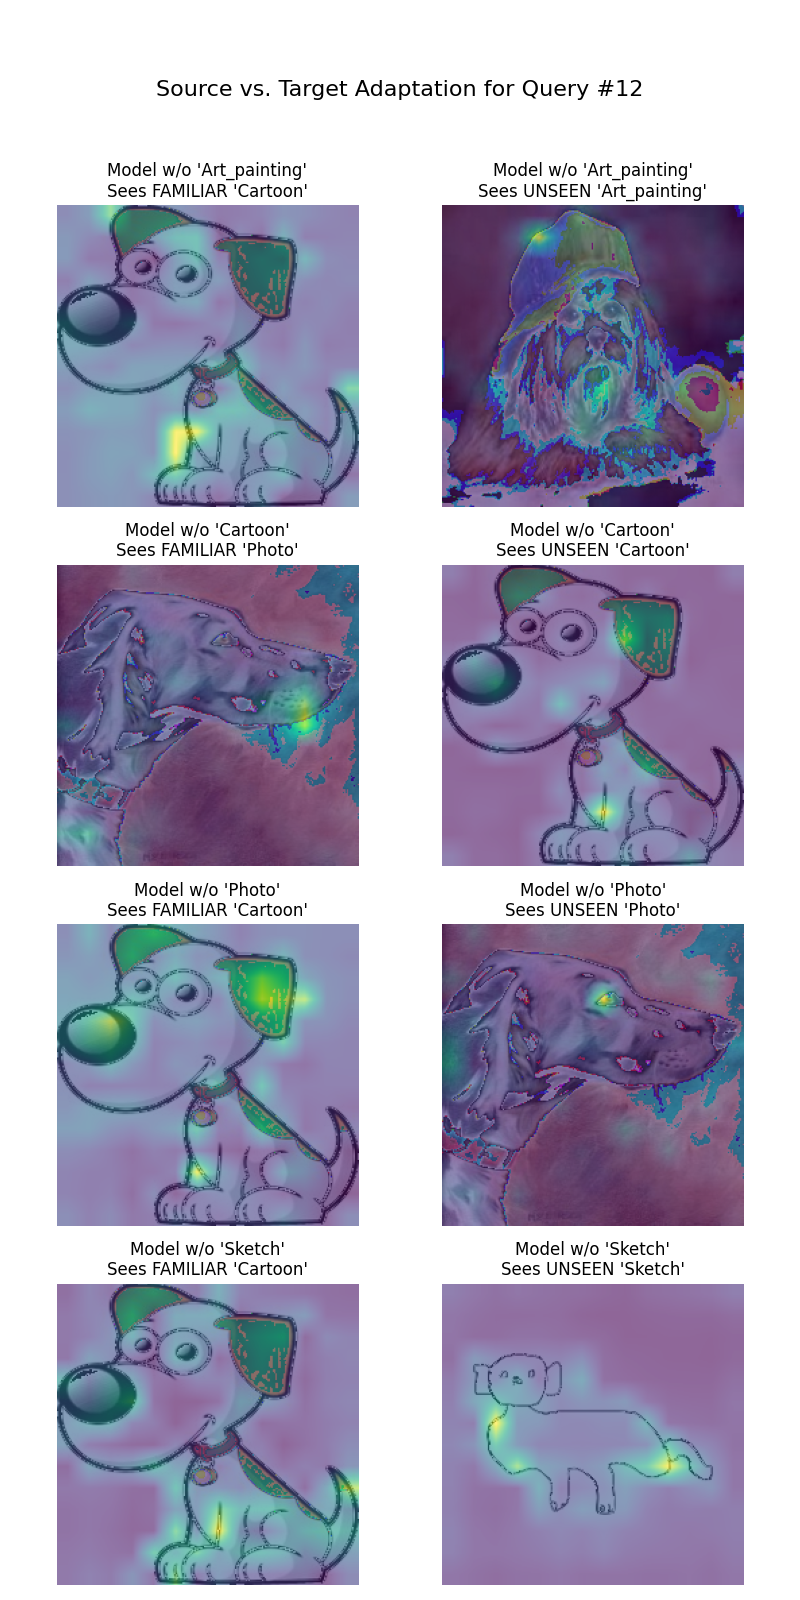 Source vs. Target Adaptation for Query #12
Model w/o 'Art_painting'
Sees FAMILIAR 'Cartoon'
Model w/o 'Art_painting'
Sees UNSEEN 'Art_painting'
Model w/o 'Cartoon'
Sees FAMILIAR 'Photo'
Model w/o 'Cartoon'
Sees UNSEEN 'Cartoon'
Model w/o 'Photo'
Sees FAMILIAR 'Cartoon'
Model w/o 'Photo'
Sees UNSEEN 'Photo'
Model w/o 'Sketch'
Sees FAMILIAR 'Cartoon'
Model w/o 'Sketch'
Sees UNSEEN 'Sketch'